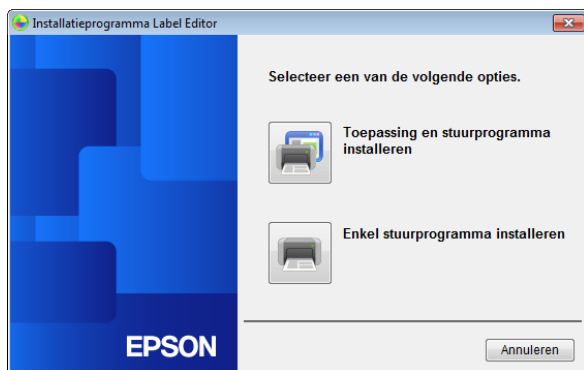 Installatieprogramma Label Editor
Selecteer een van de volgende opties.
Toepassing en stuurprogramma
installeren
Enkel stuurprogramma installeren
EPSON
Annuleren